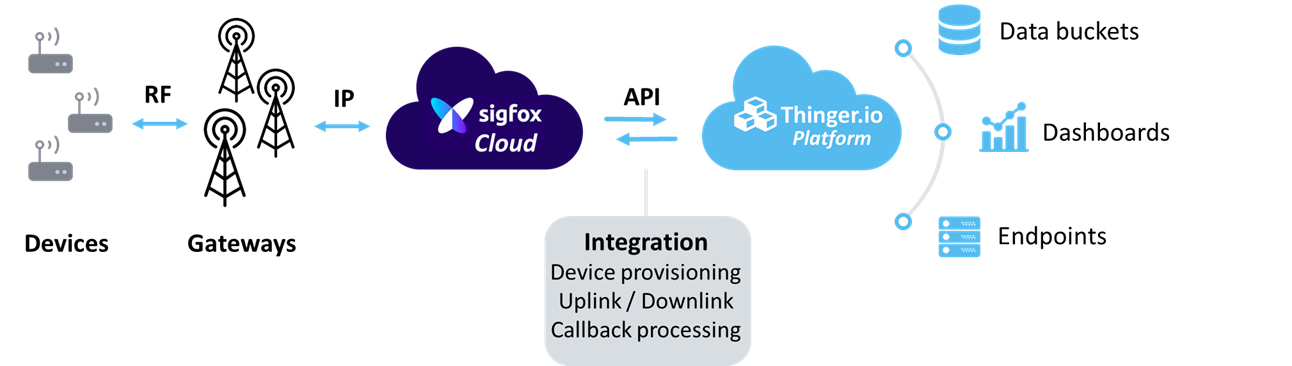 RF
IP
sigfox
Cloud
API
Thinger.io
Platform
Data buckets
Dashboards
Endpoints
Devices
Gateways
Integration
Device provisioning
Uplink / Downlink
Callback processing